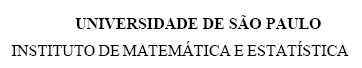 UNIVERSIDADE DE SÃO PAULO
INSTITUTO DE MATEMÁTICA E ESTATÍSTICA